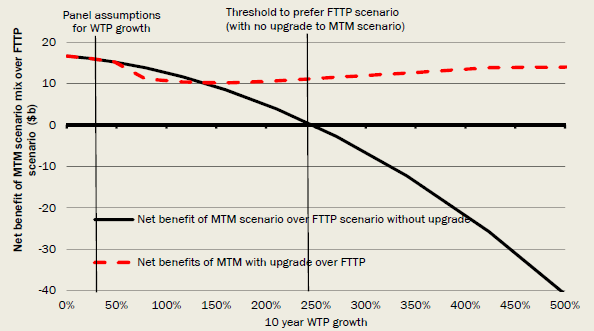 Panel assumptions
for WTP growth
Threshold to prefer FTTP scenario
(with no upgrade to MTM scenario)
Net benefit of MTM scenario mix over FTTP
scenario ($b)
20
10
0
-10
-20
-30
-40
Net benefit of MTM scenario over FTTP scenario without upgrade
Net benefits of MTM with upgrade over FTTP
0% 50% 100% 150% 200% 250% 300% 350% 400% 450% 500%
10 year WTP growth